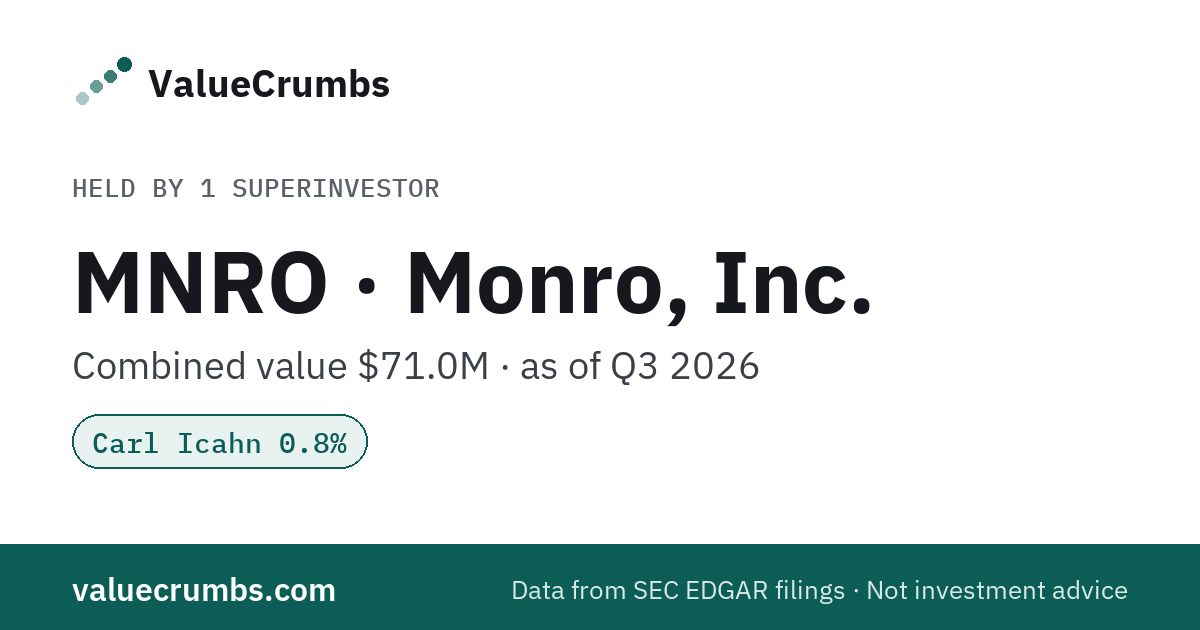 ValueCrumbs
HELD BY 1 SUPERINVESTOR
MNRO · Monro, Inc.
Combined value $71.0M · as of Q3 2026
Carl Icahn 0.8%
valuecrumbs.com
Data from SEC EDGAR filings · Not investment advice